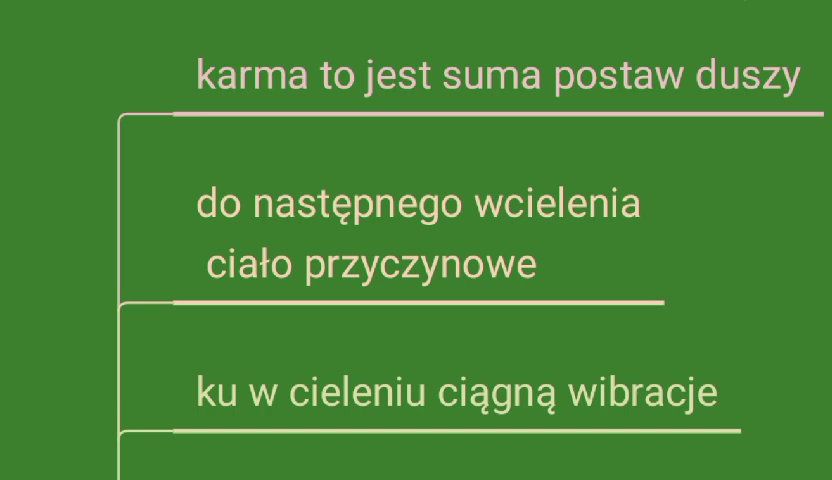 karma to jest suma postaw duszy
do następnego wcielenia
ciało przyczynowe
ku w cieleniu ciągną wibracje